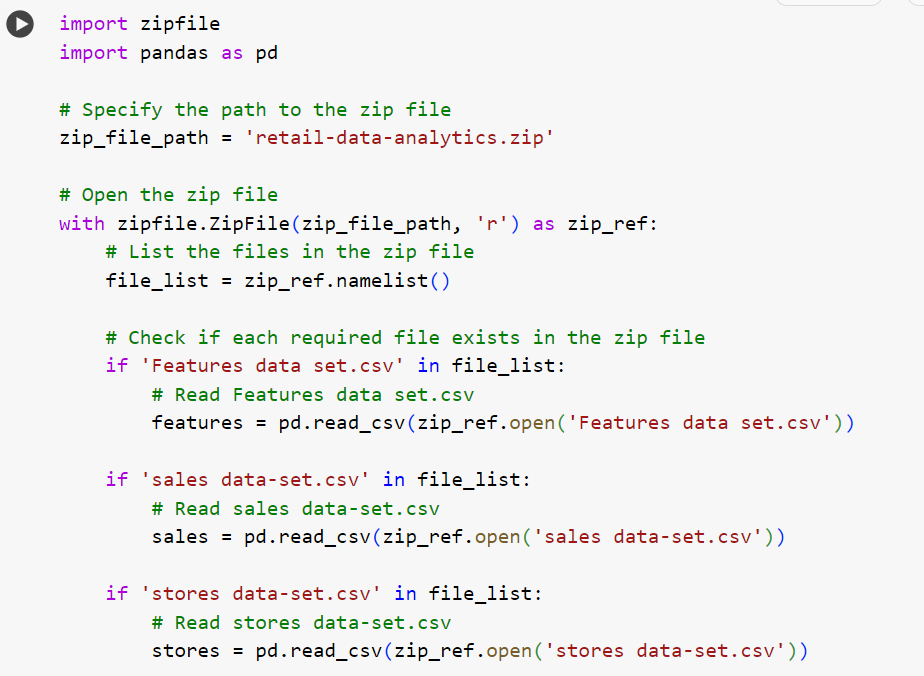 import zipfile
import pandas as pd
# Specify the path to the zip file
zip_file_path = 'retail-data-analytics.zip'
# Open the zip file
with zipfile.ZipFile(zip_file_path, 'r') as zip_ref:
    # List the files in the zip file
    file_list = zip_ref.namelist()
    # Check if each required file exists in the zip file
    if 'Features data set.csv' in file_list:
        # Read Features data set.csv
        features = pd.read_csv(zip_ref.open('Features data set.csv'))
    if 'sales data-set.csv' in file_list:
        # Read sales data-set.csv
        sales = pd.read_csv(zip_ref.open('sales data-set.csv'))
    if 'stores data-set.csv' in file_list:
        # Read stores data-set.csv
        stores = pd.read_csv(zip_ref.open('stores data-set.csv'))